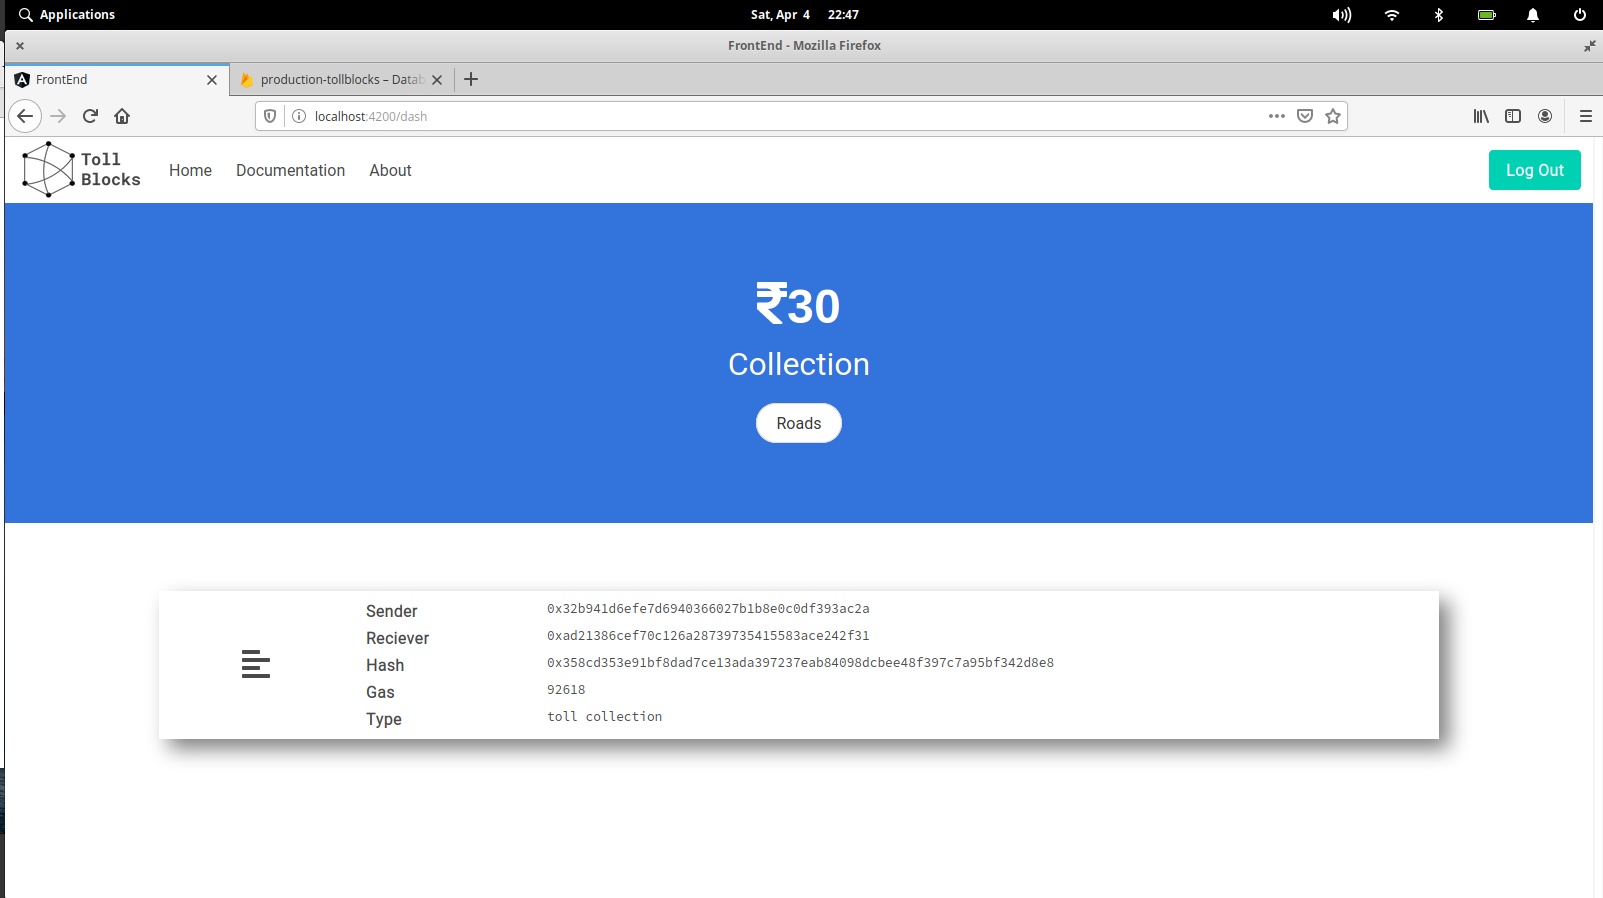 Applications
Sat, Apr 4 22:47
FrontEnd - Mozilla Firefox
FrontEnd
production-tollblocks – Datab
localhost:4200/dash
Toll
Blocks
Home
Documentation
About
Log Out
₹30
Collection
Roads
Sender 0x32b941d6efe7d6940366027b1b8e0c0df393ac2a
Reciever 0xad21386cef70c126a28739735415583ace242f31
Hash 0x358cd353e91bf8dad7ce13ada397237eab84098dcbee48f397c7a95bf342d8e8
Gas 92618
Type toll collection